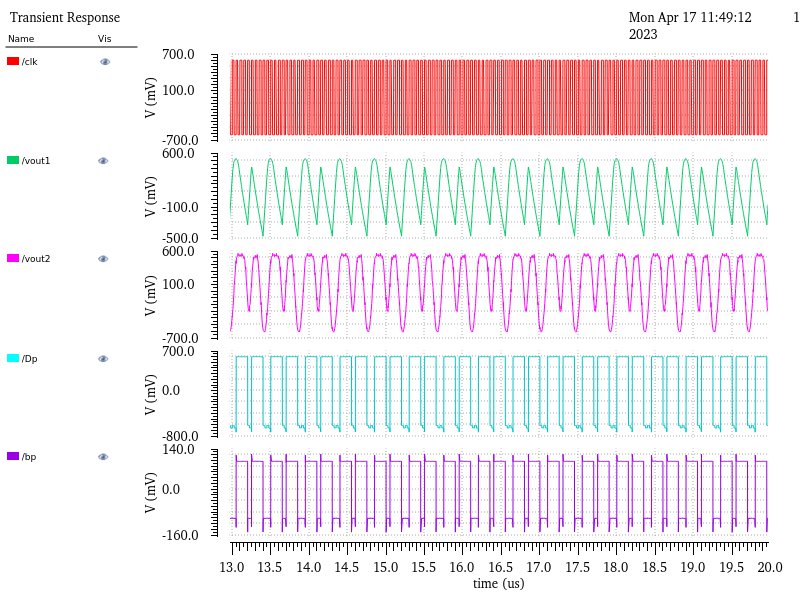 Transient Response
Mon Apr 17 11:49:12 2023
1
Name
Vis
/clk
V (mV)
700.0
100.0
-700.0
/vout1
V (mV)
600.0
-100.0
-500.0
/vout2
V (mV)
600.0
100.0
-700.0
/Dp
V (mV)
700.0
0.0
-800.0
/bp
V (mV)
140.0
0.0
-160.0
13.0 13.5 14.0 14.5 15.0 15.5 16.0 16.5 17.0 17.5 18.0 18.5 19.0 19.5 20.0
time (us)